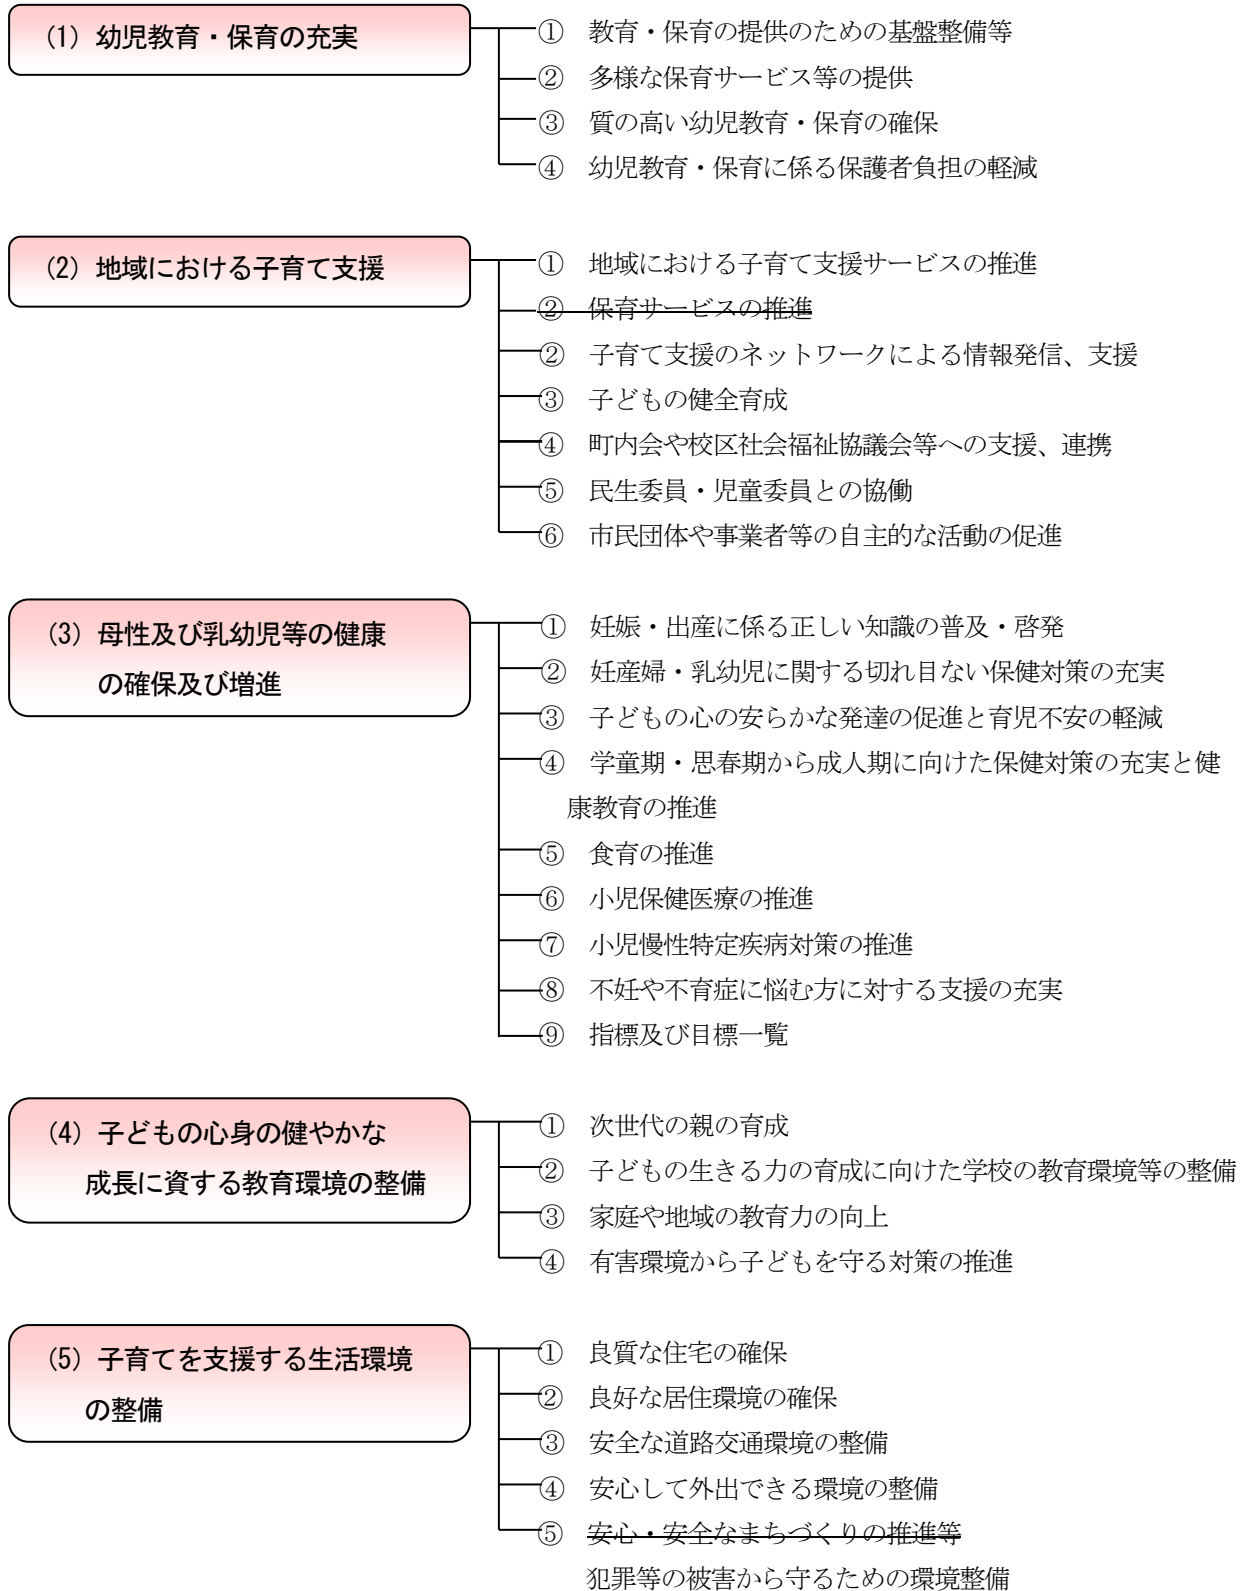 (1) 幼児教育・保育の充実
① 教育・保育の提供のための基盤整備等
② 多様な保育サービス等の提供
③ 質の高い幼児教育・保育の確保
④ 幼児教育・保育に係る保護者負担の軽減
(2) 地域における子育て支援
① 地域における子育て支援サービスの推進
② 保育サービスの推進
② 子育て支援のネットワークによる情報発信、支援
③ 子どもの健全育成
④ 町内会や校区社会福祉協議会等への支援、連携
⑤ 民生委員・児童委員との協働
⑥ 市民団体や事業者等の自主的な活動の促進
(3) 母性及び乳幼児等の健康
の確保及び増進
① 妊娠・出産に係る正しい知識の普及・啓発
② 妊産婦・乳幼児に関する切れ目ない保健対策の充実
③ 子どもの心の安らかな発達の促進と育児不安の軽減
④ 学童期・思春期から成人期に向けた保健対策の充実と健
康教育の推進
⑤ 食育の推進
⑥ 小児保健医療の推進
⑦ 小児慢性特定疾病対策の推進
⑧ 不妊や不育症に悩む方に対する支援の充実
⑨ 指標及び目標一覧
(4) 子どもの心身の健やかな
成長に資する教育環境の整備
① 次世代の親の育成
② 子どもの生きる力の育成に向けた学校の教育環境等の整備
③ 家庭や地域の教育力の向上
④ 有害環境から子どもを守る対策の推進
(5) 子育てを支援する生活環境
の整備
① 良質な住宅の確保
② 良好な居住環境の確保
③ 安全な道路交通環境の整備
④ 安心して外出できる環境の整備
⑤ 安心・安全なまちづくりの推進等
犯罪等の被害から守るための環境整備